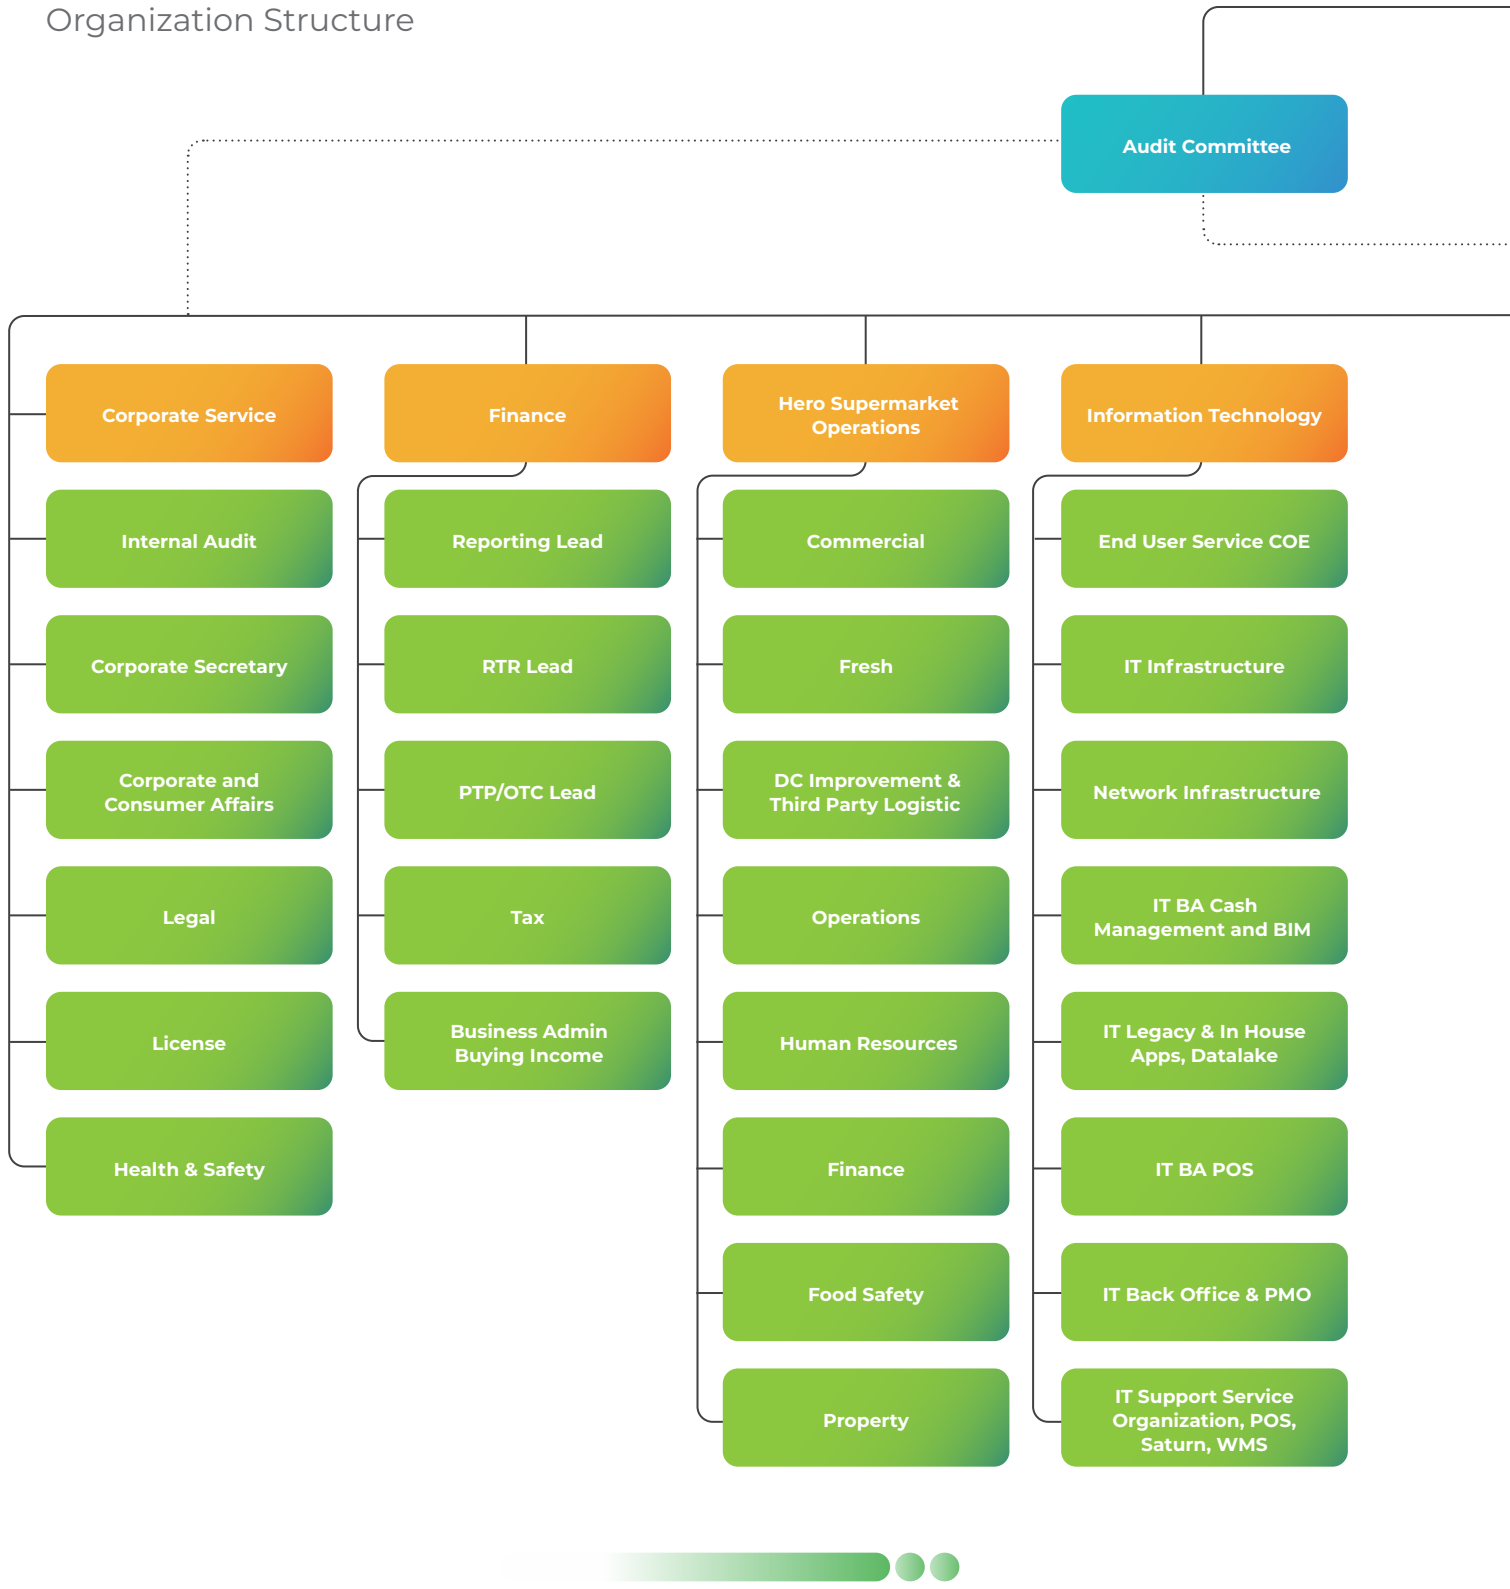 Organization Structure
Audit Committee
Corporate Service
Internal Audit
Corporate Secretary
Corporate and
Consumer Affairs
Legal
License
Health & Safety
Finance
Reporting Lead
RTR Lead
PTP/OTC Lead
Tax
Business Admin
Buying Income
Hero Supermarket
Operations
Commercial
Fresh
DC Improvement &
Third Party Logistic
Operations
Human Resources
Finance
Food Safety
Property
Information Technology
End User Service COE
IT Infrastructure
Network Infrastructure
IT BA Cash
Management and BIM
IT Legacy & In House
Apps, Datalake
IT BA POS
IT Back Office & PMO
IT Support Service
Organization, POS,
Saturn, WMS